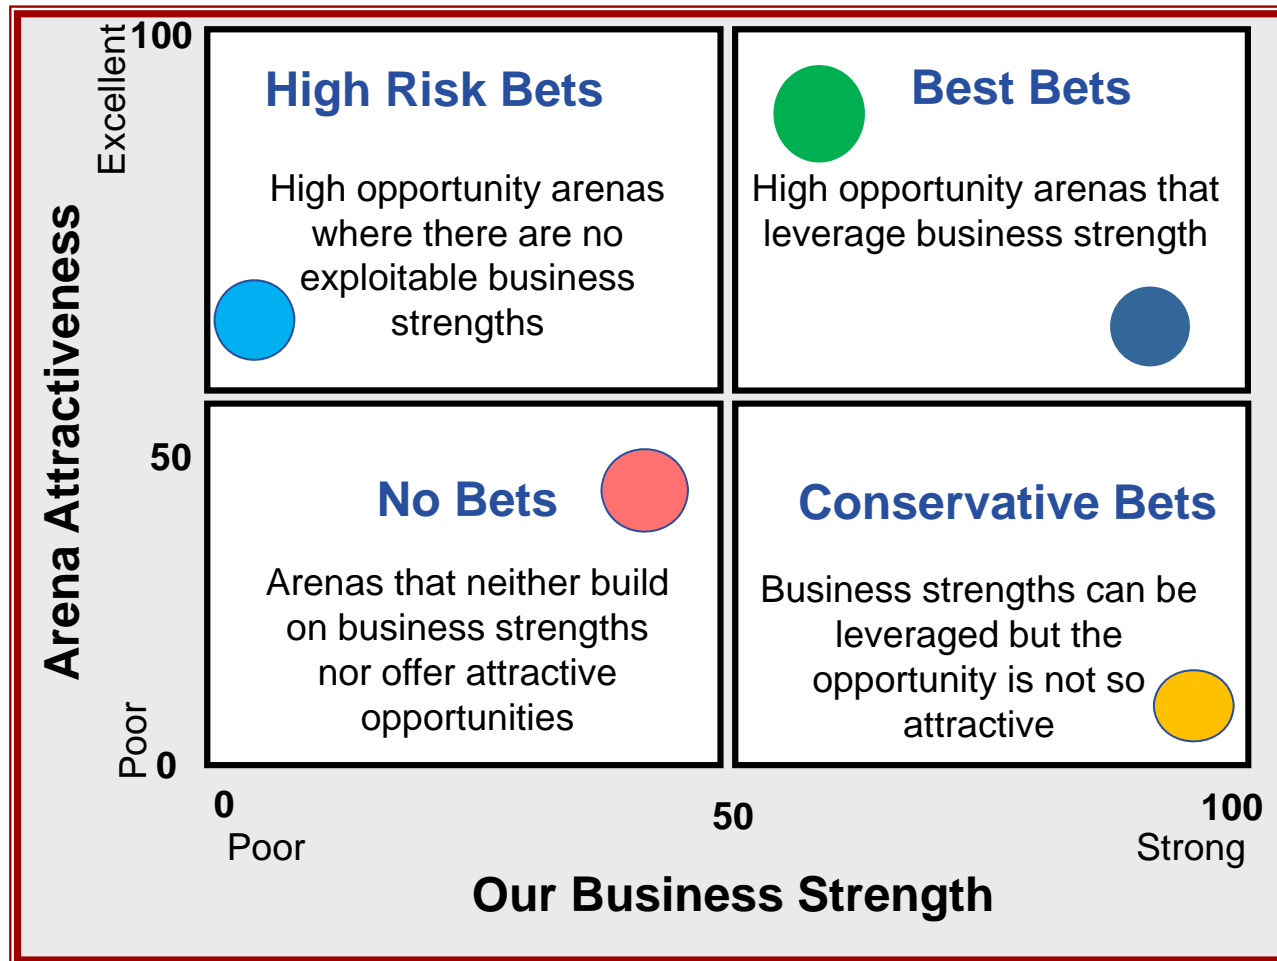 Excellent
100
High Risk Bets
High opportunity arenas
where there are no
exploitable business
strengths
Best Bets
High opportunity arenas that
leverage business strength
Arena Attractiveness
50
No Bets
Arenas that neither build
on business strengths
nor offer attractive
opportunities
Conservative Bets
Business strengths can be
leveraged but the
opportunity is not so
attractive
Poor
0
0
50
100
Poor
Strong
Our Business Strength